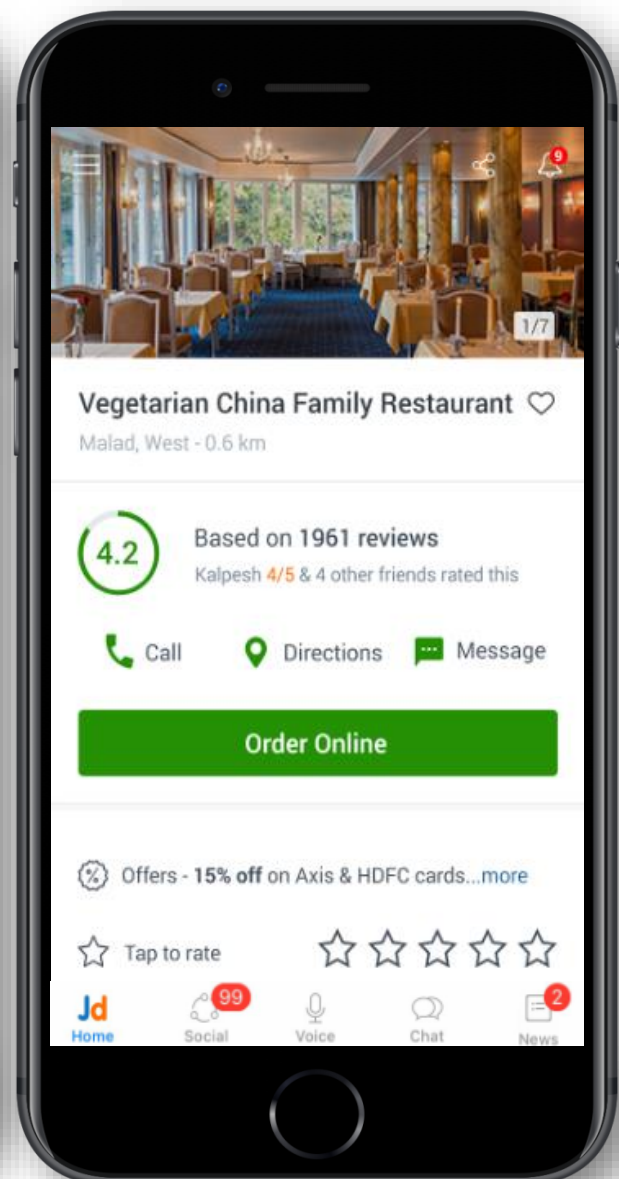 9
1/7
Vegetarian China Family Restaurant
Malad, West - 0.6 km
4.2
Based on 1961 reviews
Kalpesh 4/5 & 4 other friends rated this
Call
Directions
Message
Order Online
Offers - 15% off on Axis & HDFC cards...more
Tap to rate
Jd 99 2
Home Social Voice Chat News